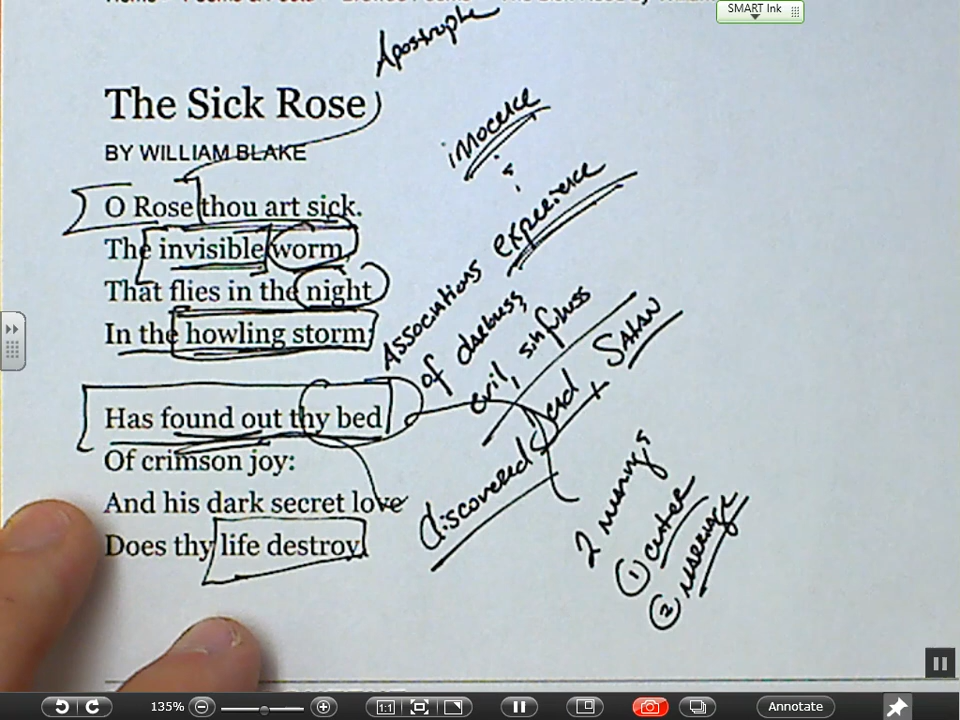 SMART Ink
Apostrophe
The Sick Rose
BY WILLIAM BLAKE
O Rose thou art sick.
The invisible worm,
That flies in the night
In the howling storm:
Has found out thy bed
Of crimson joy:
And his dark secret love
Does thy life destroy.
innocence
experience
Associations
of darkness,
evil, sinfulness
SATAN
discovered
2 meanings
① center
② marriage
135%
1:1
Annotate